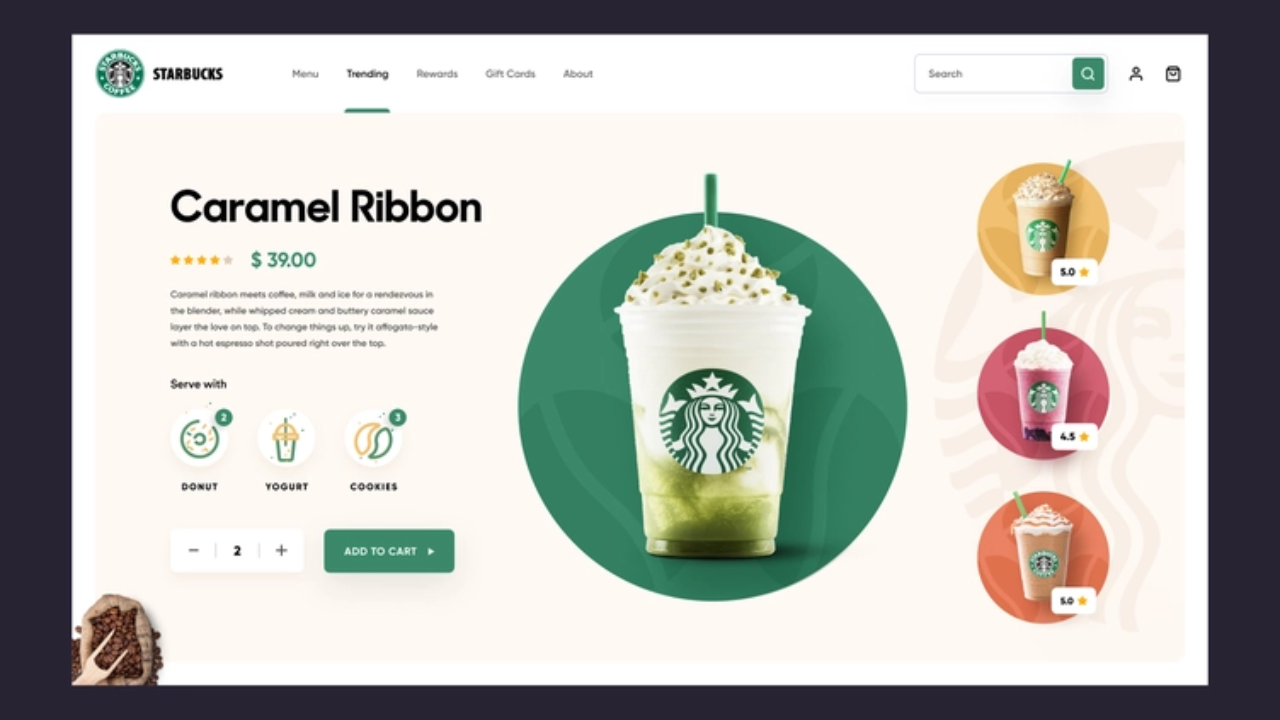 STARBUCKS
COFFEE
STARBUCKS
Menu
Trending
Rewards
Gift Cards
About
Search
Caramel Ribbon
$ 39.00
Caramel ribbon meets coffee, milk and ice for a rendezvous in
the blender, while whipped cream and buttery caramel sauce
layer the love on top. To change things up, try it affogato-style
with a hot espresso shot poured right over the top.
Serve with
2
3
DONUT
YOGURT
COOKIES
− 2 +
ADD TO CART
5.0
4.5
5.0